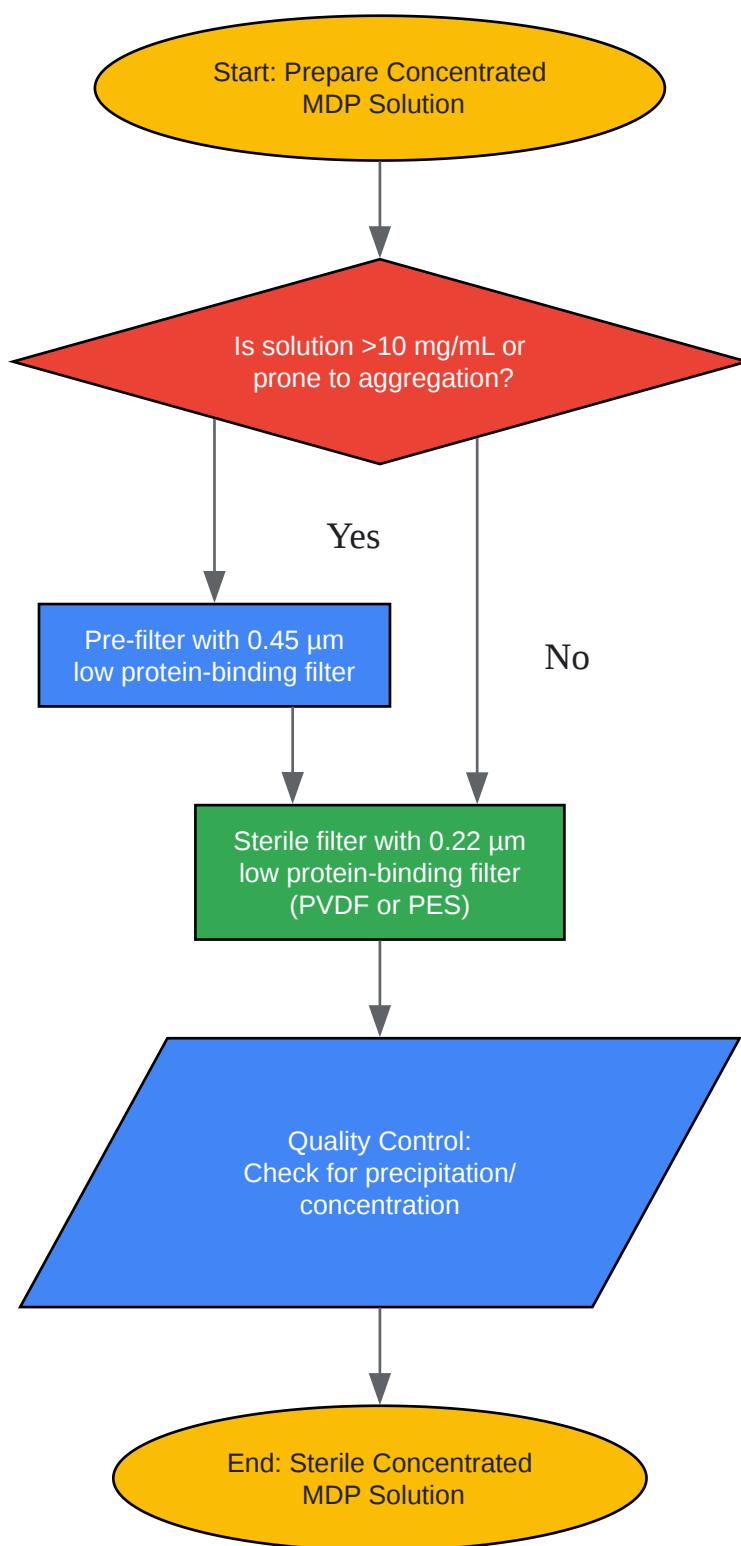 Start: Prepare Concentrated
MDP Solution
Is solution >10 mg/mL or
prone to aggregation?
Yes
Pre-filter with 0.45 µm
low protein-binding filter
No
Sterile filter with 0.22 µm
low protein-binding filter
(PVDF or PES)
Quality Control:
Check for precipitation/
concentration
End: Sterile Concentrated
MDP Solution